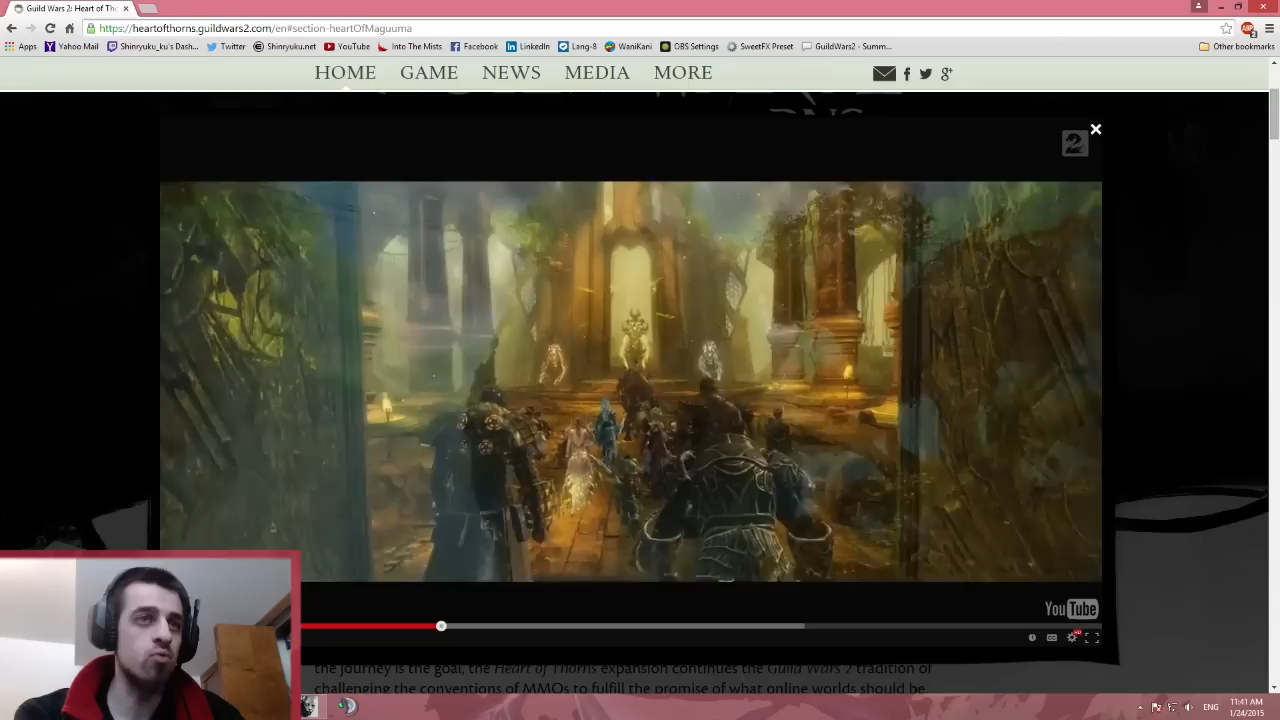 Guild Wars 2: Heart of Tho
https://heartofthorns.guildwars2.com/en#section-heartOfMaguuma
Apps Yahoo Mail Shinryuku_ku's Dash... Twitter Shinryuku.net YouTube Into The Mists Facebook LinkedIn Lang-8 WaniKani OBS Settings SweetFX Preset GuildWars2 - Summ... Other bookmarks
HOME GAME NEWS MEDIA MORE
2
YouTube
HD
the journey is the goal, the Heart of Thorns expansion continues the Guild Wars 2 tradition of
challenging the conventions of MMOs to fulfill the promise of what online worlds should be
ENG
11:41 AM
1/24/2015